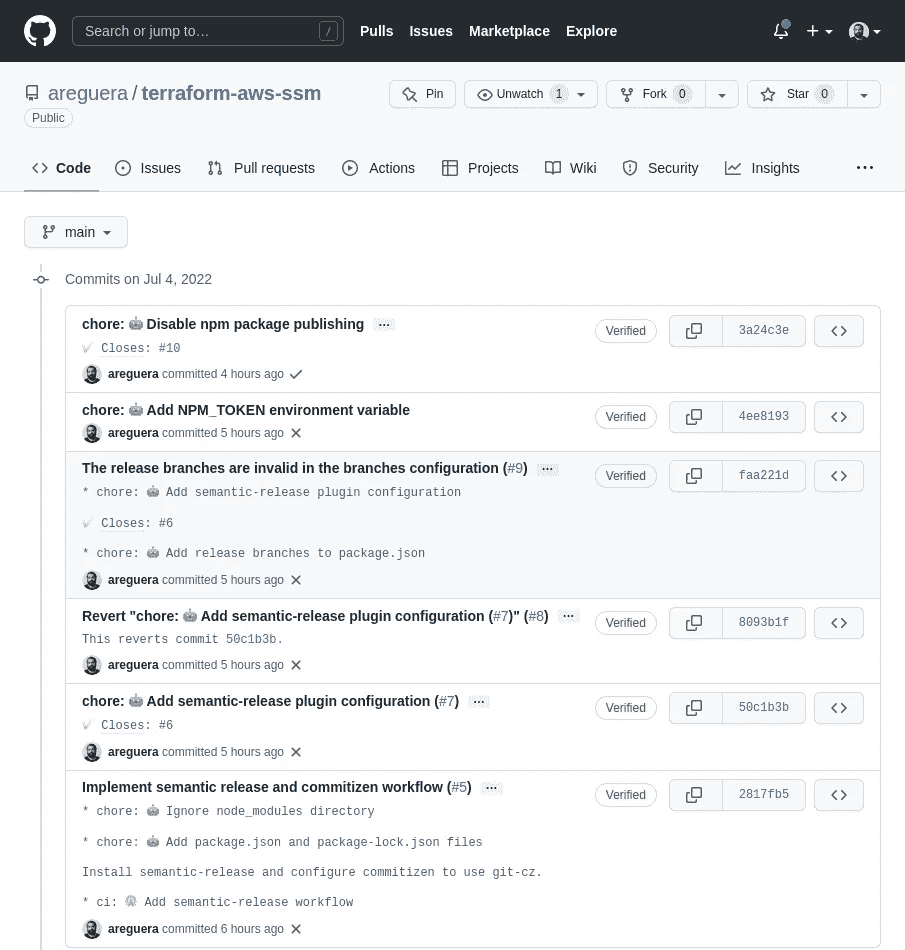 Search or jump to… /
Pulls Issues Marketplace Explore
areguera / terraform-aws-ssm
Public
Pin
Unwatch 1
Fork 0
Star 0
Code Issues Pull requests Actions Projects Wiki Security Insights
main
Commits on Jul 4, 2022
chore: 🤖 Disable npm package publishing …
Closes: #10
areguera committed 4 hours ago
Verified 3a24c3e
chore: 🤖 Add NPM_TOKEN environment variable
areguera committed 5 hours ago
Verified 4ee8193
The release branches are invalid in the branches configuration (#9) …
* chore: 🤖 Add semantic-release plugin configuration
Closes: #6
* chore: 🤖 Add release branches to package.json
areguera committed 5 hours ago
Verified faa221d
Revert "chore: 🤖 Add semantic-release plugin configuration (#7)" (#8) …
This reverts commit 50c1b3b.
areguera committed 5 hours ago
Verified 8093b1f
chore: 🤖 Add semantic-release plugin configuration (#7) …
Closes: #6
areguera committed 5 hours ago
Verified 50c1b3b
Implement semantic release and commitizen workflow (#5) …
* chore: 🤖 Ignore node_modules directory
* chore: 🤖 Add package.json and package-lock.json files
Install semantic-release and configure commitizen to use git-cz.
* ci: 🎡 Add semantic-release workflow
areguera committed 6 hours ago
Verified 2817fb5